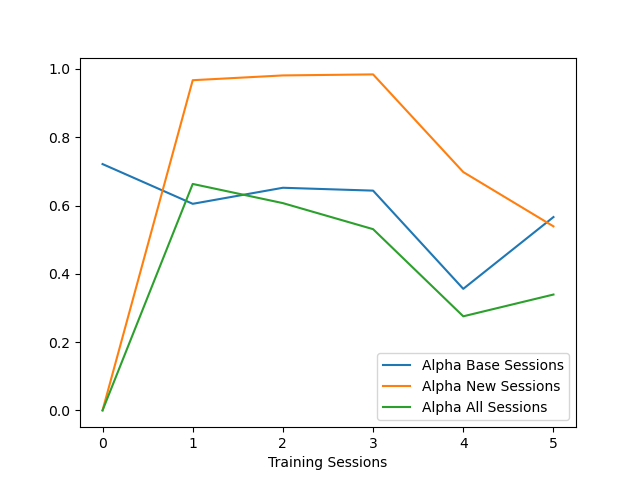 1.0
0.8
0.6
0.4
0.2
0.0
Alpha Base Sessions
Alpha New Sessions
Alpha All Sessions
0 1 2 3 4 5
Training Sessions